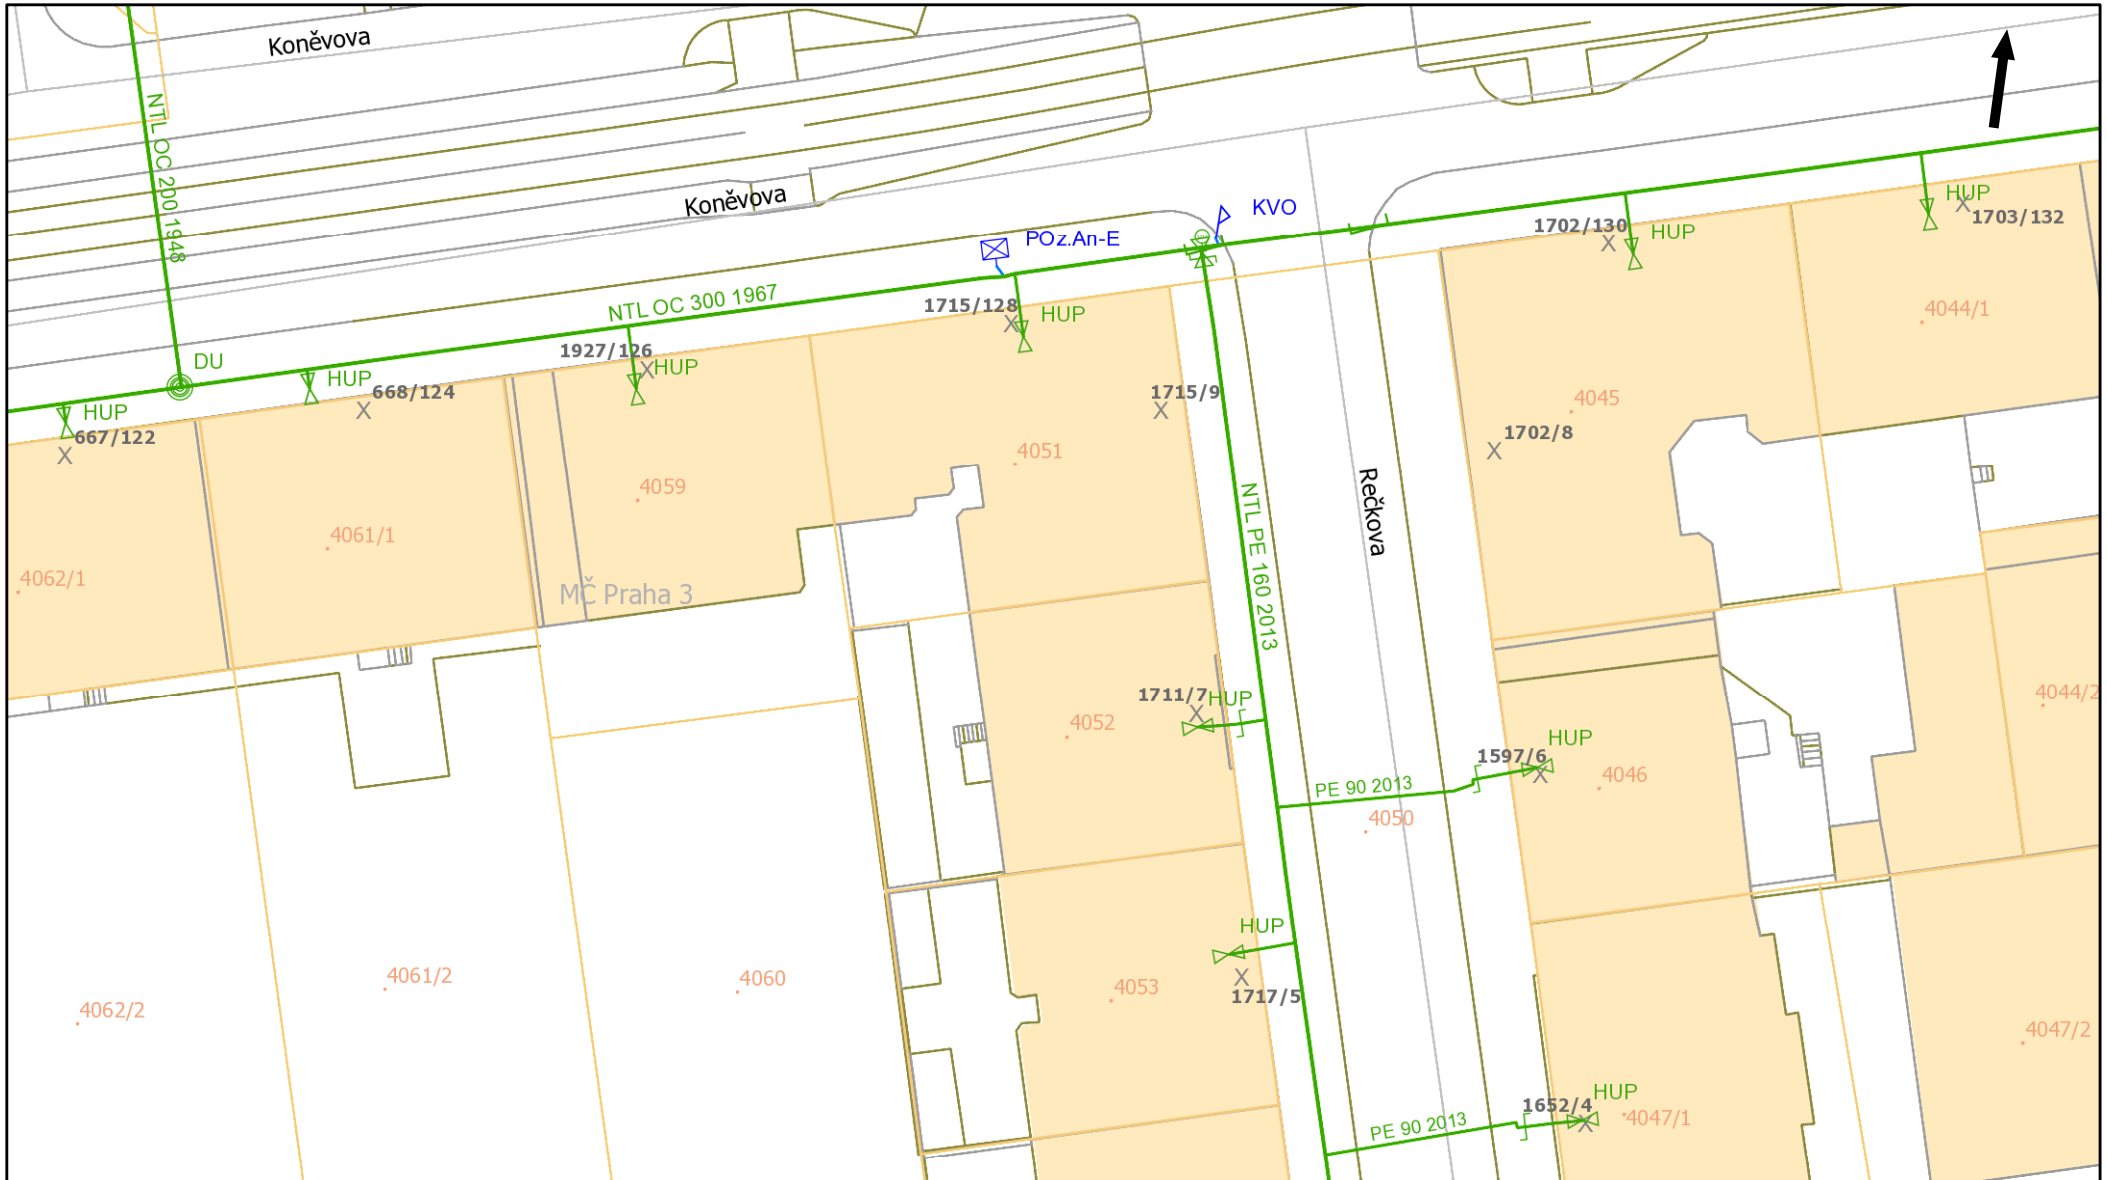 Koněvova
NTL OC 200 1948
Koněvova
KVO
POz.An-E
HUP
1703/132
1702/130
HUP
NTL OC 300 1967
1715/128
HUP
4044/1
1927/126
HUP
DU
HUP
668/124
1715/9
4045
HUP
667/122
1702/8
4051
4059
Rečkova
NTL PE 160 2013
4061/1
4062/1
MČ Praha 3
1711/7
HUP
4044/2
4052
HUP
1597/6
4046
PE 90 2013
4050
HUP
4061/2
4060
4053
1717/5
4062/2
4047/2
HUP
1652/4
4047/1
PE 90 2013